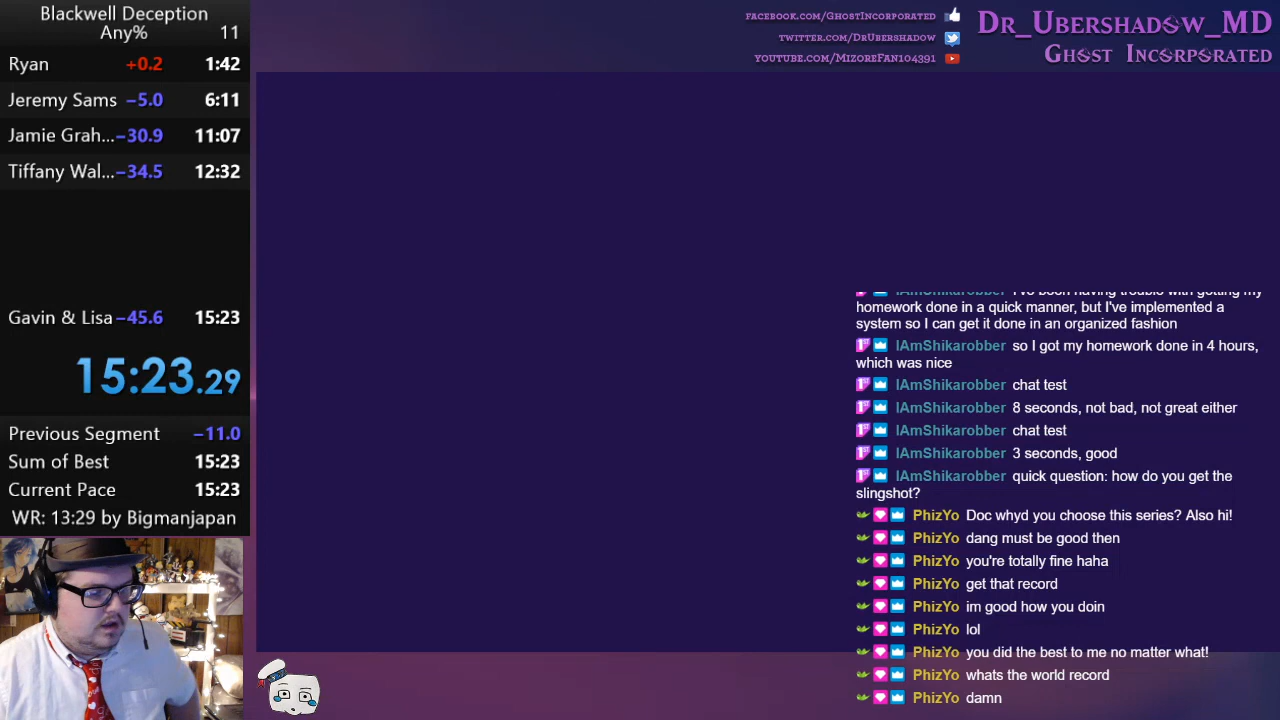 Blackwell Deception
Any% 11
Ryan +0.2 1:42
Jeremy Sams −5.0 6:11
Jamie Grah... −30.9 11:07
Tiffany Wal... −34.5 12:32
Gavin & Lisa −45.6 15:23
15:23.29
Previous Segment −11.0
Sum of Best 15:23
Current Pace 15:23
WR: 13:29 by Bigmanjapan
facebook.com/GhostIncorporated
twitter.com/DrUbershadow
youtube.com/MizoreFan104391
Dr_Ubershadow_MD
Ghost Incorporated
IAmShikarobber I've been having trouble with getting my
homework done in a quick manner, but I've implemented a
system so I can get it done in an organized fashion
IAmShikarobber so I got my homework done in 4 hours,
which was nice
IAmShikarobber chat test
IAmShikarobber 8 seconds, not bad, not great either
IAmShikarobber chat test
IAmShikarobber 3 seconds, good
IAmShikarobber quick question: how do you get the
slingshot?
PhizYo Doc whyd you choose this series? Also hi!
PhizYo dang must be good then
PhizYo you're totally fine haha
PhizYo get that record
PhizYo im good how you doin
PhizYo lol
PhizYo you did the best to me no matter what!
PhizYo whats the world record
PhizYo damn